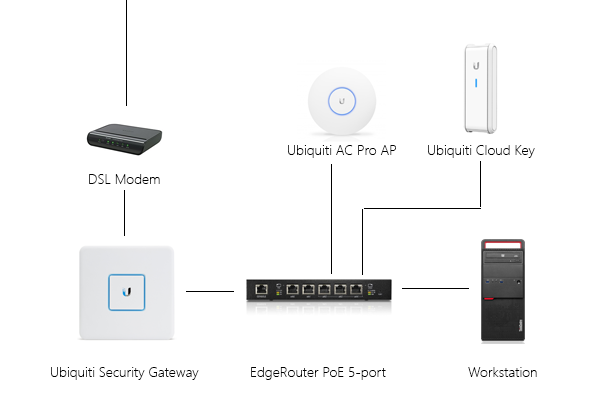 Ubiquiti AC Pro AP
Ubiquiti Cloud Key
DSL Modem
Ubiquiti Security Gateway
EdgeRouter PoE 5-port
Workstation